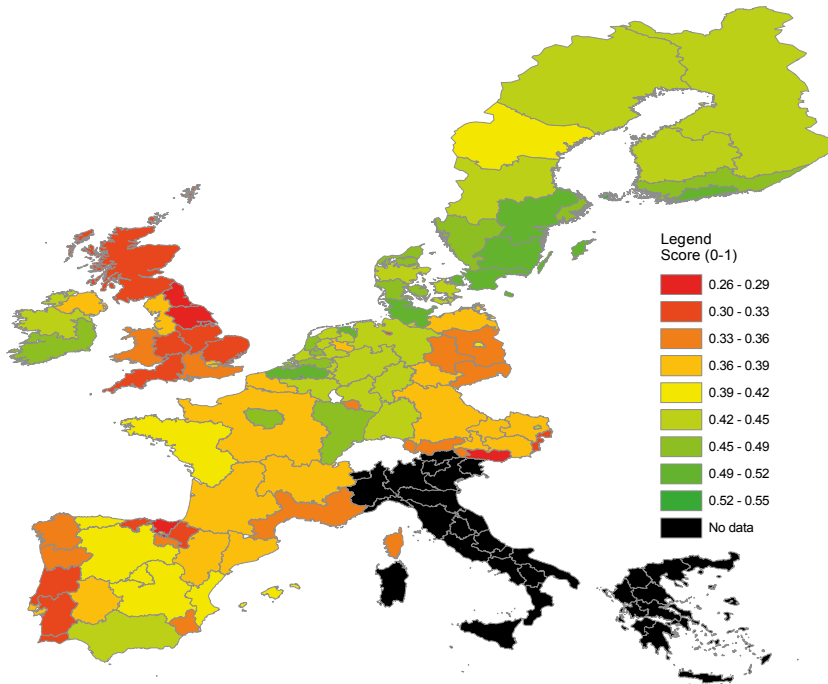 Legend
Score (0-1)
0.26 - 0.29
0.30 - 0.33
0.33 - 0.36
0.36 - 0.39
0.39 - 0.42
0.42 - 0.45
0.45 - 0.49
0.49 - 0.52
0.52 - 0.55
No data